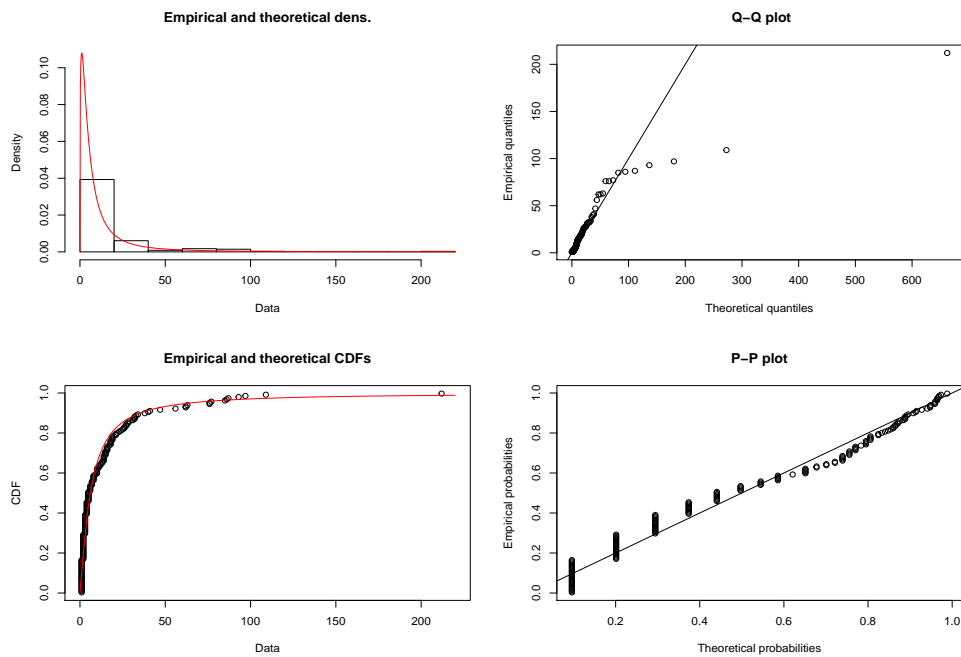 Empirical and theoretical dens.
Density
0.00 0.02 0.04 0.06 0.08 0.10
0 50 100 150 200
Data
Q−Q plot
Empirical quantiles
0 50 100 150 200
0 100 200 300 400 500 600
Theoretical quantiles
Empirical and theoretical CDFs
CDF
0.0 0.2 0.4 0.6 0.8 1.0
0 50 100 150 200
Data
P−P plot
Empirical probabilities
0.0 0.2 0.4 0.6 0.8 1.0
0.2 0.4 0.6 0.8 1.0
Theoretical probabilities